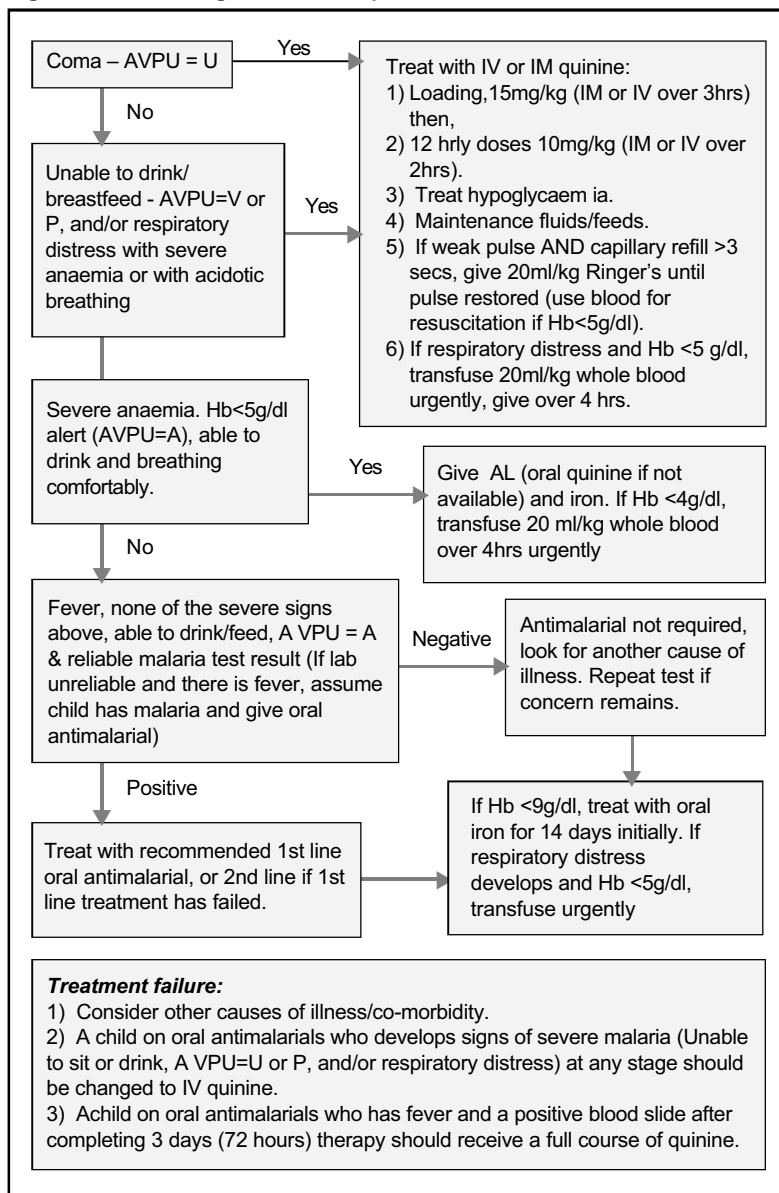 Coma – AVPU = U
Yes
No
Treat with IV or IM quinine:
1) Loading,15mg/kg (IM or IV over 3hrs)
then,
2) 12 hrly doses 10mg/kg (IM or IV over
2hrs).
3) Treat hypoglycaem ia.
4) Maintenance fluids/feeds.
5) If weak pulse AND capillary refill >3
secs, give 20ml/kg Ringer's until
pulse restored (use blood for
resuscitation if Hb<5g/dl).
6) If respiratory distress and Hb <5 g/dl,
transfuse 20ml/kg whole blood
urgently, give over 4 hrs.
Unable to drink/
breastfeed - AVPU=V or
P, and/or respiratory
distress with severe
anaemia or with acidotic
breathing
Yes
Severe anaemia. Hb<5g/dl
alert (AVPU=A), able to
drink and breathing
comfortably.
Yes
No
Give AL (oral quinine if not
available) and iron. If Hb <4g/dl,
transfuse 20 ml/kg whole blood
over 4hrs urgently
Fever, none of the severe signs
above, able to drink/feed, A VPU = A
& reliable malaria test result (If lab
unreliable and there is fever, assume
child has malaria and give oral
antimalarial)
Negative
Positive
Antimalarial not required,
look for another cause of
illness. Repeat test if
concern remains.
Treat with recommended 1st line
oral antimalarial, or 2nd line if 1st
line treatment has failed.
If Hb <9g/dl, treat with oral
iron for 14 days initially. If
respiratory distress
develops and Hb <5g/dl,
transfuse urgently
Treatment failure:
1) Consider other causes of illness/co-morbidity.
2) A child on oral antimalarials who develops signs of severe malaria (Unable
to sit or drink, A VPU=U or P, and/or respiratory distress) at any stage should
be changed to IV quinine.
3) Achild on oral antimalarials who has fever and a positive blood slide after
completing 3 days (72 hours) therapy should receive a full course of quinine.